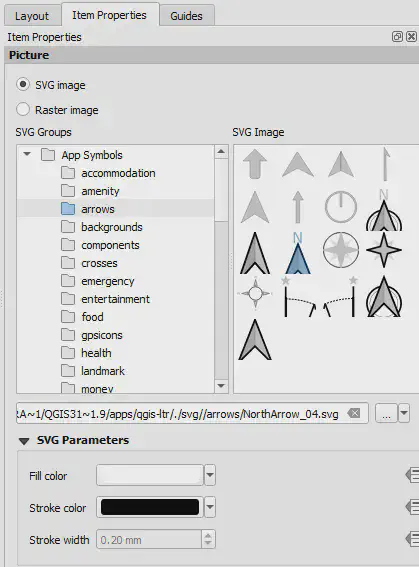 Layout Item Properties Guides
Item Properties
Picture
SVG image
Raster image
SVG Groups SVG Image
App Symbols
accommodation
amenity
arrows
backgrounds
components
crosses
emergency
entertainment
food
gpsicons
health
landmark
money
N
N
RA~1/QGIS31~1.9/apps/qgis-ltr/./svg//arrows/NorthArrow_04.svg ...
SVG Parameters
Fill color
Stroke color
Stroke width 0.20 mm